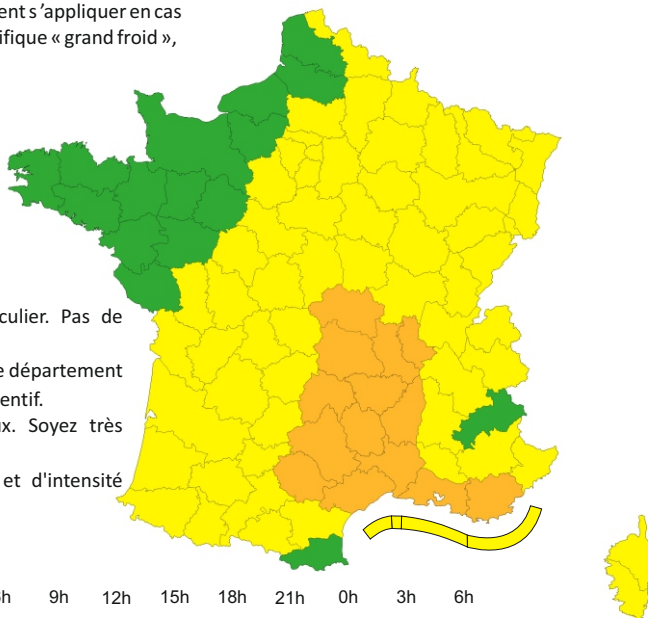 ent s'appliquer en cas
ifique « grand froid »,
culier. Pas de
e département
entif.
ux. Soyez très
et d'intensité
h 9h 12h 15h 18h 21h 0h 3h 6h